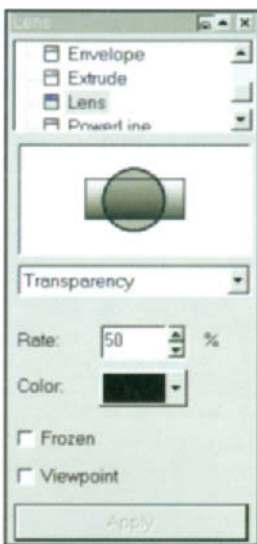 Lens
Envelope
Extrude
Lens
PowerLine
Transparency
Rate: 50 %
Color:
Frozen
Viewpoint
Apply